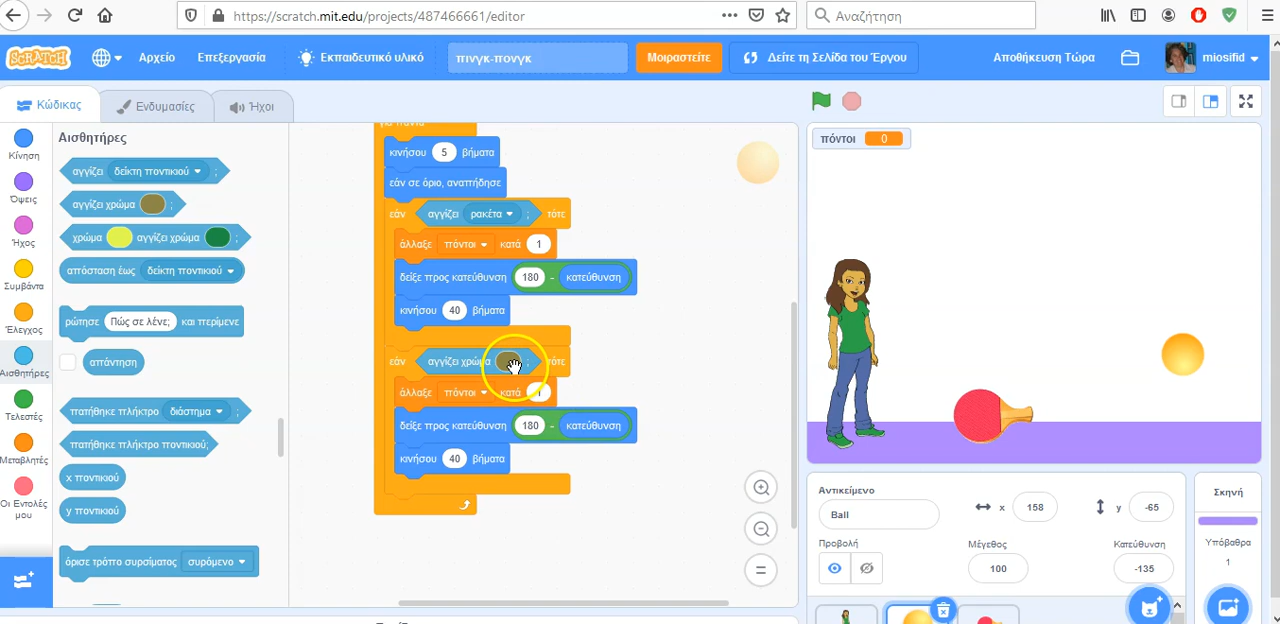 https://scratch.mit.edu/projects/487466661/editor
Αναζήτηση
SCRATCH
Αρχείο
Επεξεργασία
Εκπαιδευτικό υλικό
πινγκ-πονγκ
Μοιραστείτε
Δείτε τη Σελίδα του Έργου
Αποθήκευση Τώρα
miosifid
Κώδικας
Ενδυμασίες
Ήχοι
Κίνηση
Όψεις
Ήχος
Συμβάντα
Έλεγχος
Αισθητήρες
Τελεστές
Μεταβλητές
Οι Εντολές
μου
Αισθητήρες
αγγίζει δείκτη ποντικιού ;
αγγίζει χρώμα ;
χρώμα αγγίζει χρώμα ;
απόσταση έως δείκτη ποντικιού
ρώτησε Πώς σε λένε; και περίμενε
απάντηση
πατήθηκε πλήκτρο διάστημα ;
πατήθηκε πλήκτρο ποντικιού;
x ποντικιού
y ποντικιού
όρισε τρόπο συρσίματος συρόμενο
για πάντα
κινήσου 5 βήματα
εάν σε όριο, αναπήδησε
εάν αγγίζει ρακέτα ; τότε
άλλαξε πόντοι κατά 1
δείξε προς κατεύθυνση 180 - κατεύθυνση
κινήσου 40 βήματα
εάν αγγίζει χρώμα ; τότε
άλλαξε πόντοι κατά 1
δείξε προς κατεύθυνση 180 - κατεύθυνση
κινήσου 40 βήματα
πόντοι 0
Αντικείμενο
Ball
x 158
y -65
Προβολή
Μέγεθος
100
Κατεύθυνση
-135
Σκηνή
Υπόβαθρα
1